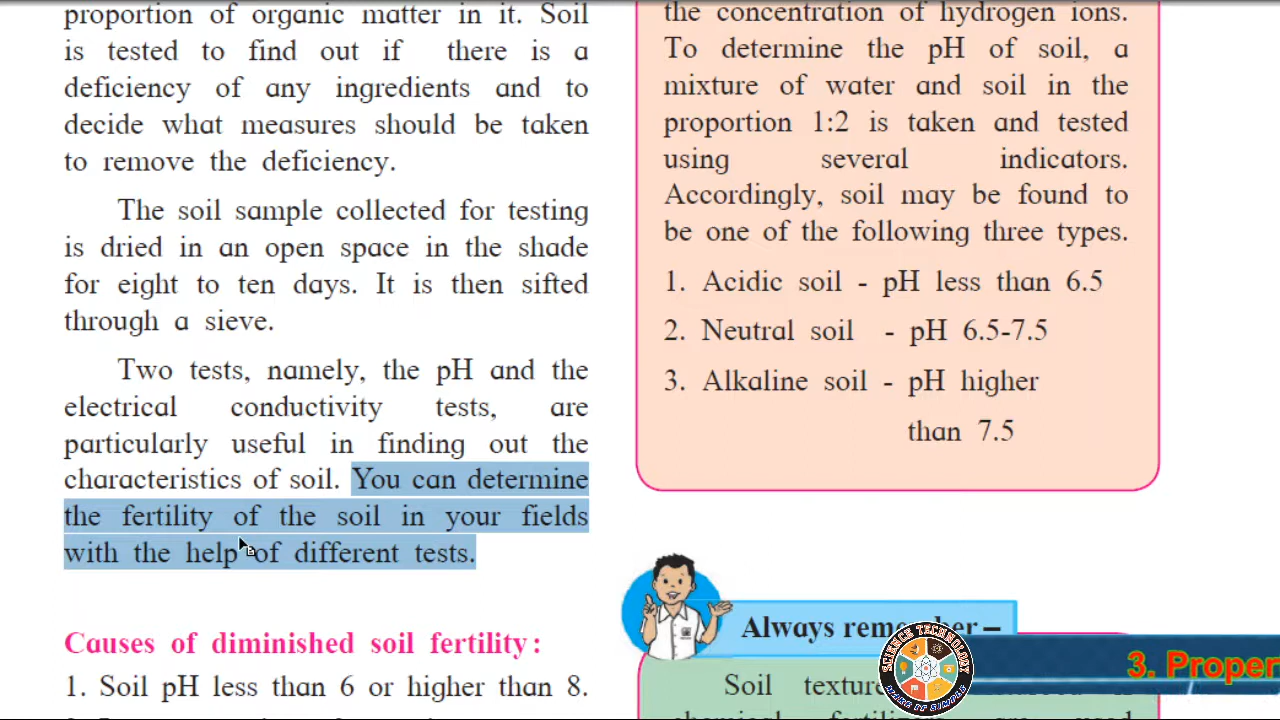 proportion of organic matter in it. Soil
is tested to find out if there is a
deficiency of any ingredients and to
decide what measures should be taken
to remove the deficiency.
The soil sample collected for testing
is dried in an open space in the shade
for eight to ten days. It is then sifted
through a sieve.
Two tests, namely, the pH and the
electrical conductivity tests, are
particularly useful in finding out the
characteristics of soil. You can determine
the fertility of the soil in your fields
with the help of different tests.
Causes of diminished soil fertility:
1. Soil pH less than 6 or higher than 8.
the concentration of hydrogen ions.
To determine the pH of soil, a
mixture of water and soil in the
proportion 1:2 is taken and tested
using several indicators.
Accordingly, soil may be found to
be one of the following three types.
1. Acidic soil - pH less than 6.5
2. Neutral soil - pH 6.5-7.5
3. Alkaline soil - pH higher
than 7.5
Always remember -
Soil texture
chemical fertilizers are used
SCIENCE TECHNOLOGY
MAKE IT SIMPLE
3. Proper